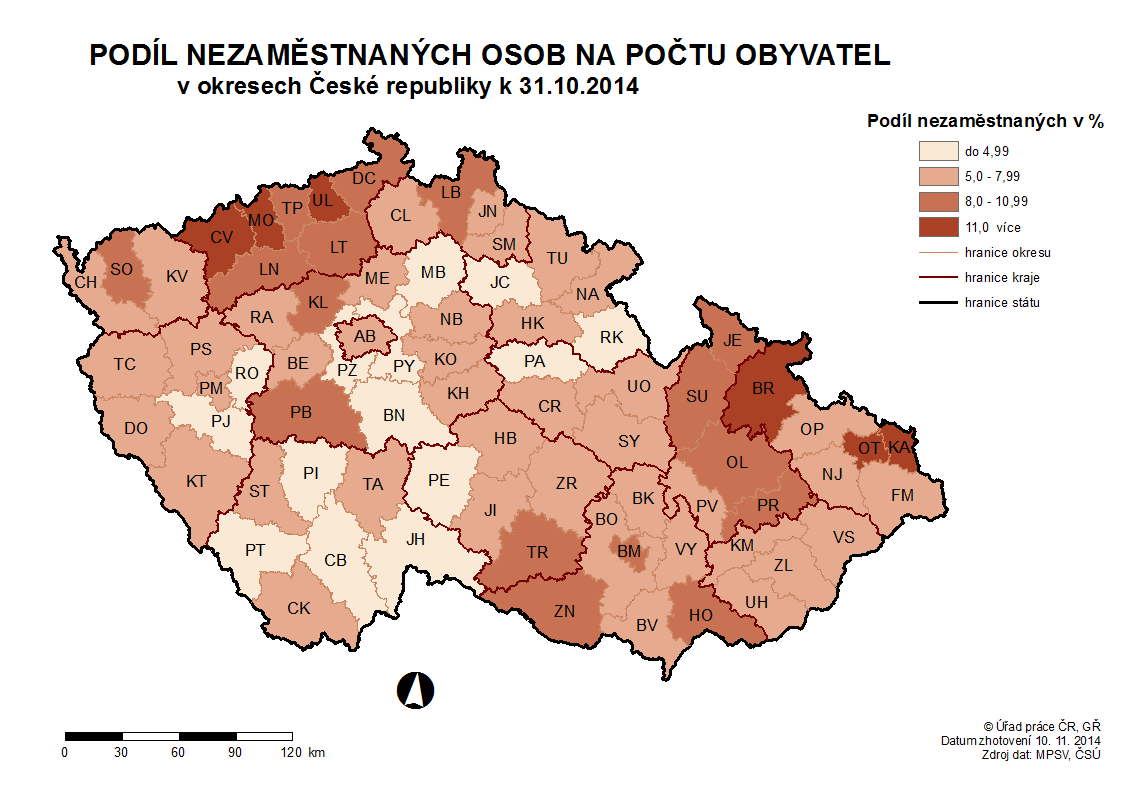 PODÍL NEZAMĚSTNANÝCH OSOB NA POČTU OBYVATEL
v okresech České republiky k 31.10.2014
Podíl nezaměstnaných v %
do 4,99
5,0 - 7,99
8,0 - 10,99
11,0 více
hranice okresu
hranice kraje
hranice státu
DC
LB
UL
TP
MO
CL
JN
CV
LT
SM
TU
SO
LN
ME
MB
JC
CH
KV
NA
KL
RA
NB
HK
AB
RK
JE
PS
KO
PA
TC
RO
BE
PZ
PY
UO
BR
PM
KH
SU
CR
PB
BN
PJ
DO
OP
HB
SY
OT
KA
OL
PI
NJ
KT
ST
TA
PE
ZR
FM
BK
PV
PR
JI
BO
VS
PT
JH
TR
BM
VY
KM
CB
ZL
CK
ZN
BV
HO
UH
0 30 60 90 120 km
© Úřad práce ČR, GŘ
Datum zhotovení 10. 11. 2014
Zdroj dat: MPSV, ČSÚ